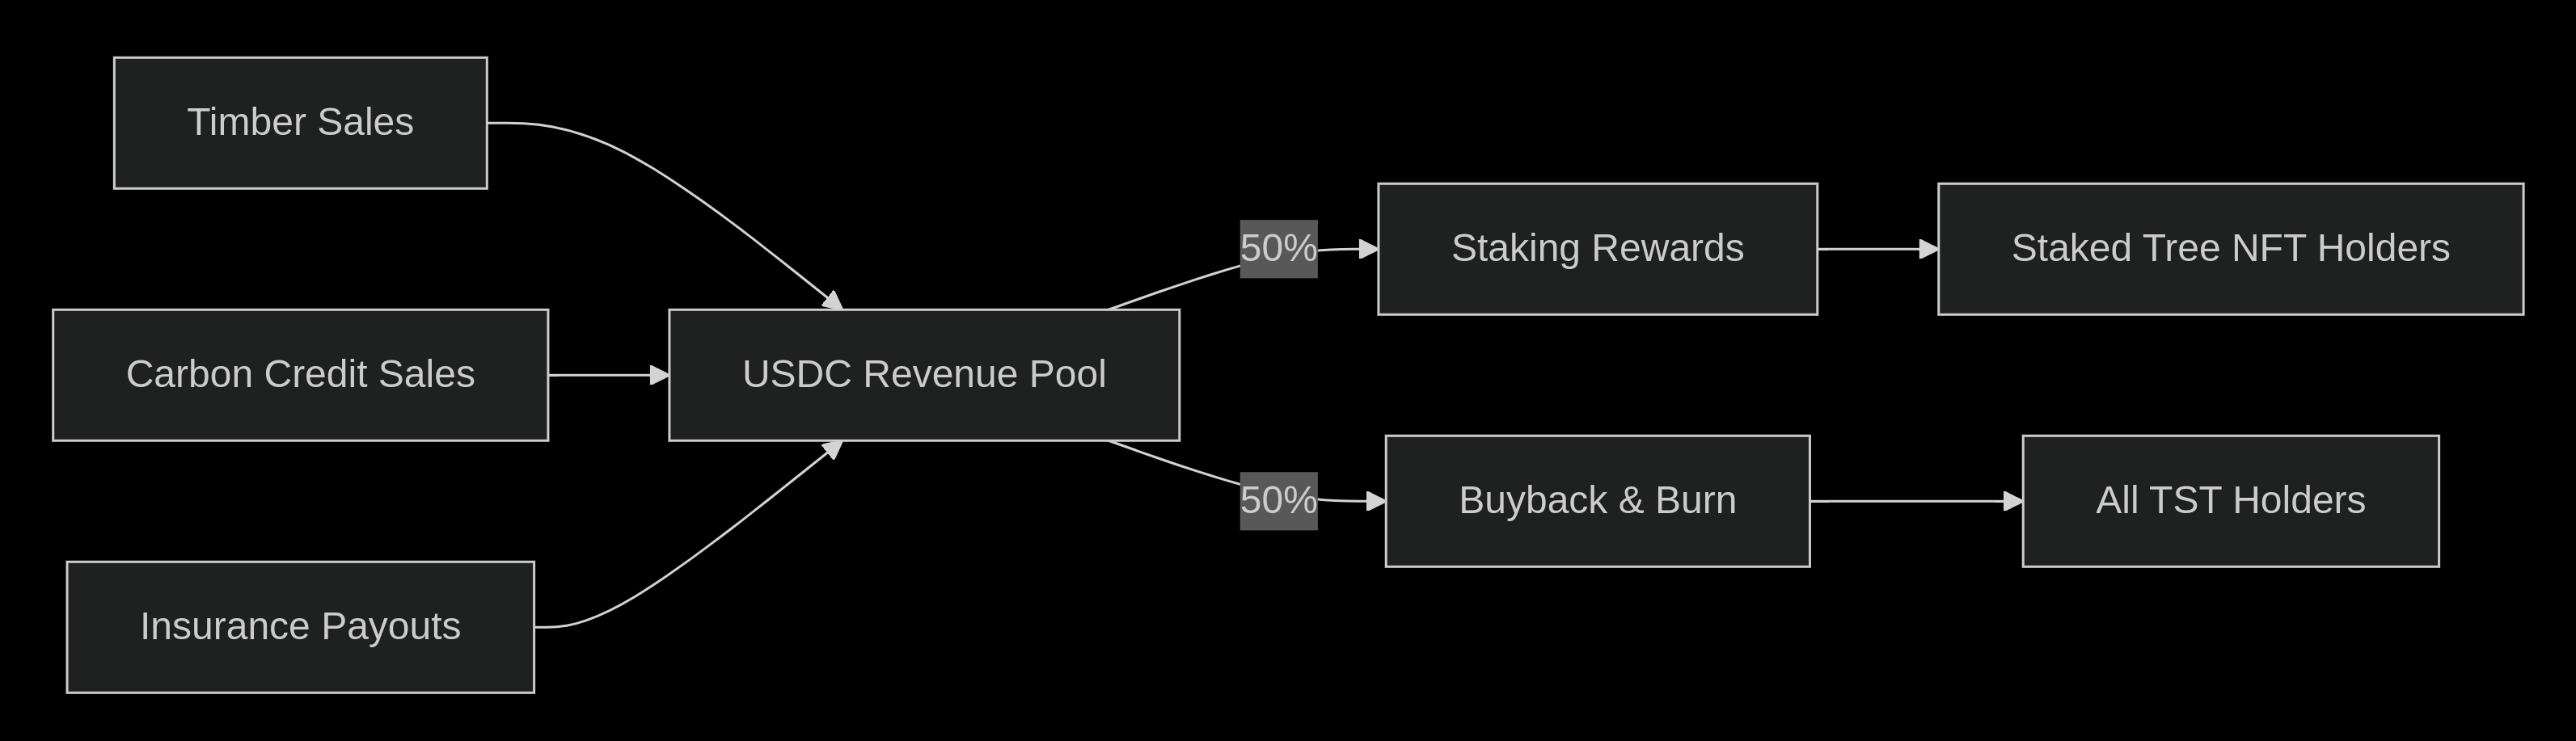 Timber Sales
Carbon Credit Sales
Insurance Payouts
USDC Revenue Pool
50%
50%
Staking Rewards
Buyback & Burn
Staked Tree NFT Holders
All TST Holders